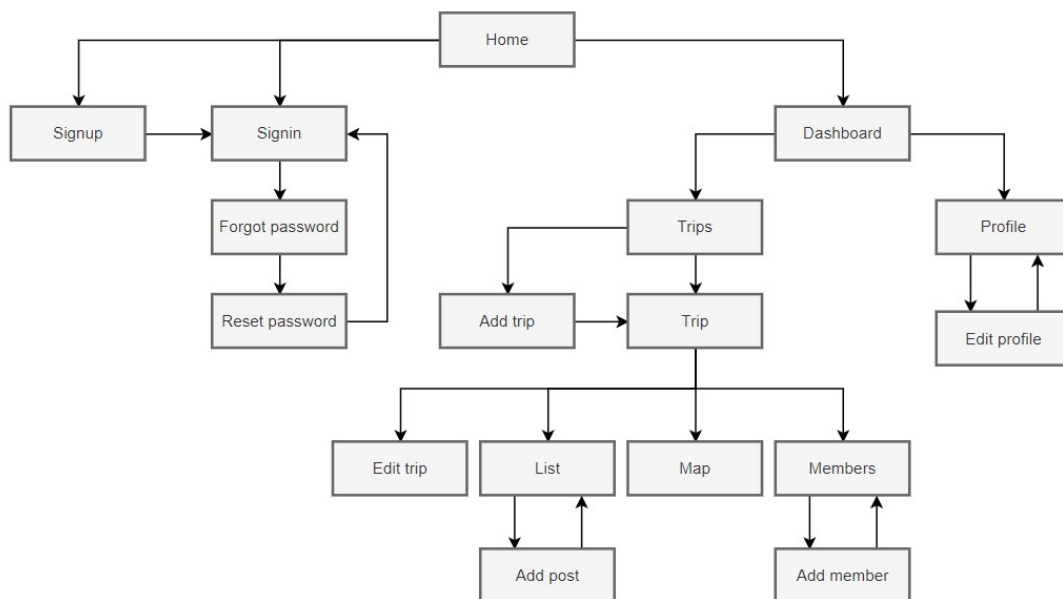 Home
Signup
Signin
Dashboard
Forgot password
Trips
Profile
Reset password
Add trip
Trip
Edit profile
Edit trip
List
Map
Members
Add post
Add member